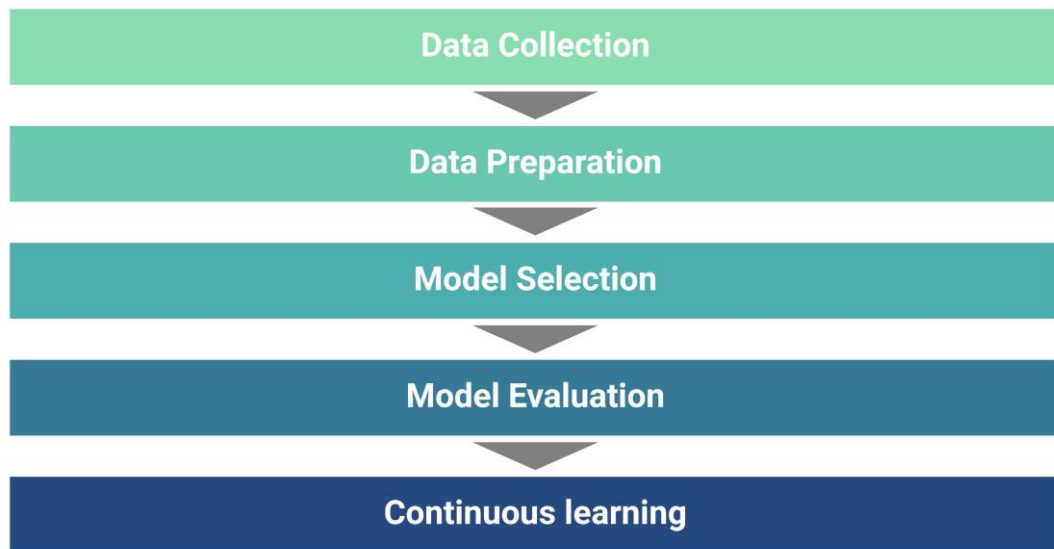 Data Collection
Data Preparation
Model Selection
Model Evaluation
Continuous learning